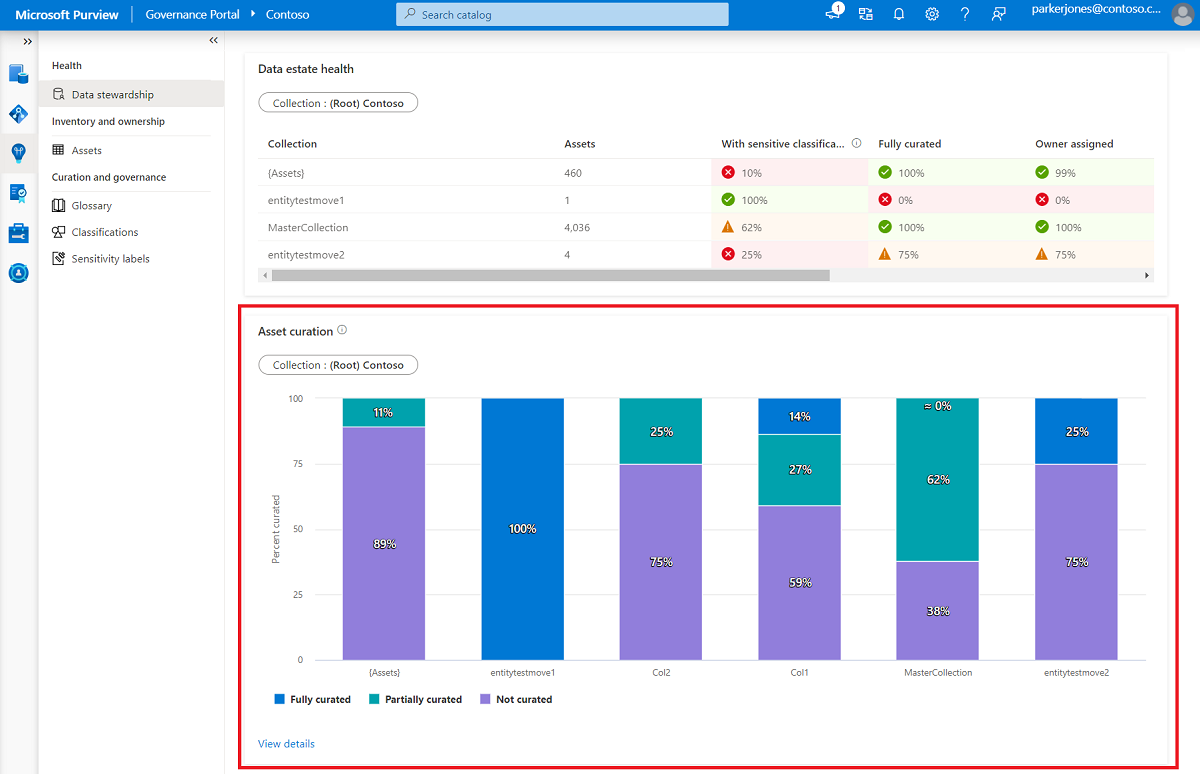 Microsoft Purview Governance Portal Contoso Search catalog 1 parkerjones@contoso.c...
Health
Data stewardship
Inventory and ownership
Assets
Curation and governance
Glossary
Classifications
Sensitivity labels
Data estate health
Collection : (Root) Contoso
Collection Assets With sensitive classifica... Fully curated Owner assigned
{Assets} 460 10% 100% 99%
entitytestmove1 1 100% 0% 0%
MasterCollection 4,036 62% 100% 100%
entitytestmove2 4 25% 75% 75%
Asset curation
Collection : (Root) Contoso
Percent curated
100
75
50
25
0
11%
89%
100%
25%
75%
14%
27%
59%
≈ 0%
62%
38%
25%
75%
{Assets} entitytestmove1 Col2 Col1 MasterCollection entitytestmove2
Fully curated Partially curated Not curated
View details